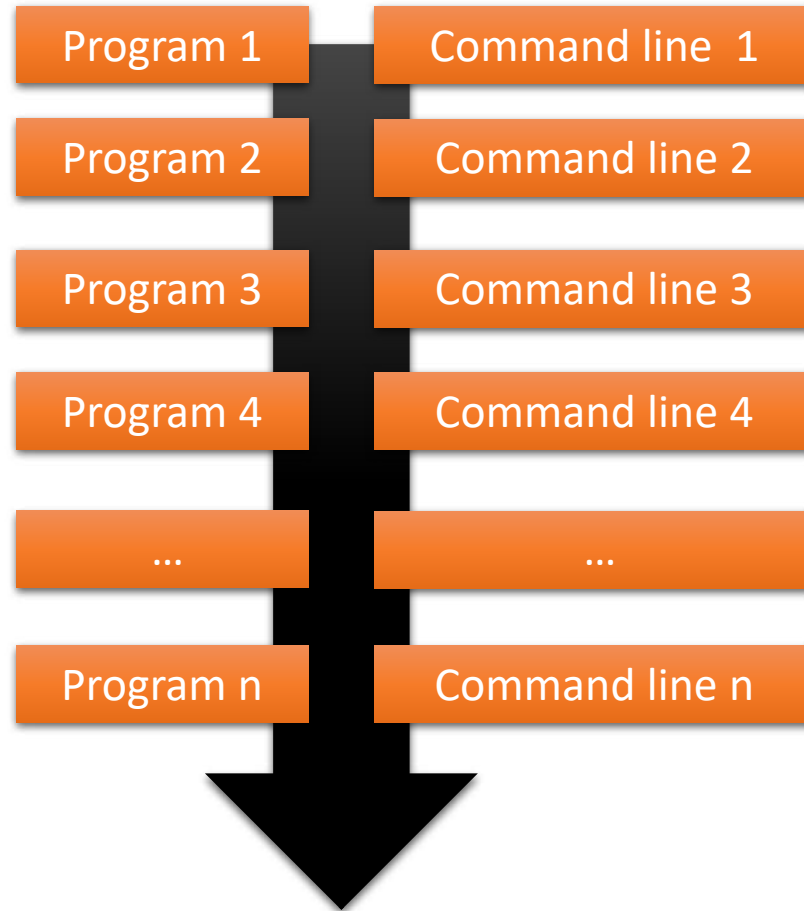 Program 1 Command line 1
Program 2 Command line 2
Program 3 Command line 3
Program 4 Command line 4
... ...
Program n Command line n